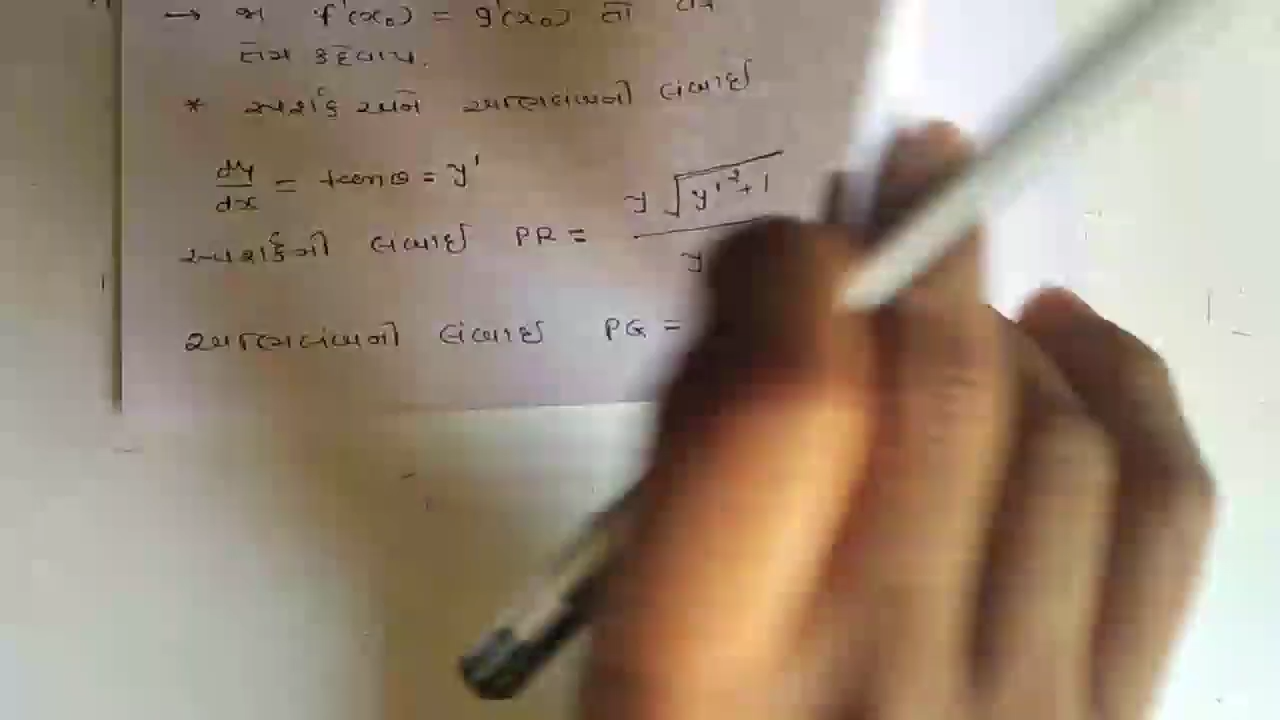 → જો f'(x₀) = g'(x₀) તો
તેમ કહેવાય.
* સ્પર્શક અને અભિલંબની લંબાઈ
dy/dx = tanθ = y'
સ્પર્શકની લંબાઈ PR = y √(y'² + 1) / y
અભિલંબની લંબાઈ PG =